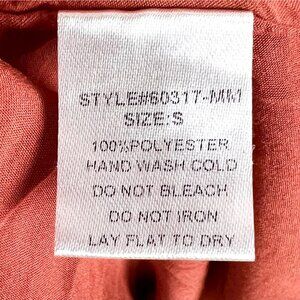 STYLE#60317-MM
SIZE:S
100%POLYESTER
HAND WASH COLD
DO NOT BLEACH
DO NOT IRON
LAY FLAT TO DRY